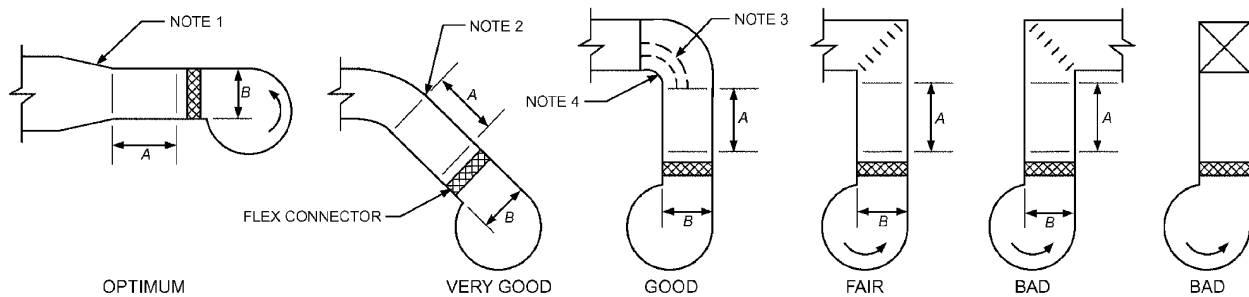 NOTE 1
B
A
OPTIMUM
NOTE 2
A
FLEX CONNECTOR
B
VERY GOOD
NOTE 3
NOTE 4
A
B
GOOD
A
B
FAIR
A
B
BAD
BAD